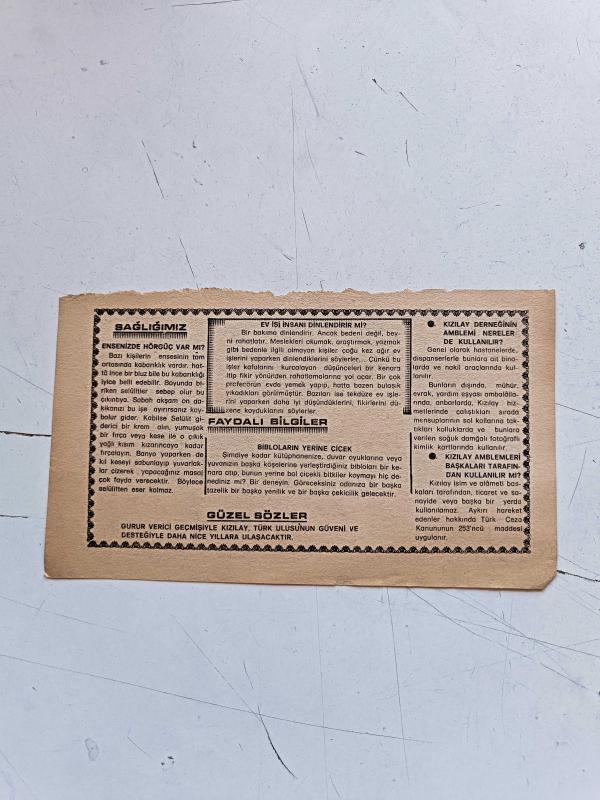 SAĞLIĞIMIZ
ENSENİZDE HÖRGÜÇ VAR MI?
Bazı kişilerin ensesinin tam
ortasında kabarıklık vardır. hat-
tâ ince bir bluz bile bu kabarıklığı
iyice belli edebilir. Boyunda bi-
riken selülitler sebep olur bu
çıkıntıya. Sabah akşam on da-
kikanızı bu işe ayırırsanız kay-
bolur gider. Kabilse Selülit gi-
derici bir krem alın, yumuşak
bir fırça veya kese ile o çıkık
yağlı kısım kızarıncaya kadar
fırçalayın. Banyo yaparken de
kıl keseyi sabunlayıp yuvarlak-
lar çizerek yapacağınız masaj
çok fayda verecektir. Böylece
selülitten eser kalmaz.
EV İŞİ İNSANI DİNLENDİRİR Mİ?
Bir bakıma dinlendirir. Ancak bedeni değil, bey-
ni rahatlatır. Meslekleri okumak, araştırmak, yazmak
gibi bedenle ilgili olmayan kişiler çoğu kez ağır ev
işlerini yaparken dinlendiklerini söylerler,... Çünkü bu
işler kafalarını kurcalayan düşünceleri bir kenara
itip fikir yönünden rahatlamalarına yol açar. Bir çok
profecörün evde yemek yapıp, hatta bazen bulaşık
yıkadıkları görülmüştür. Bazıları ise tekdüze ev işle-
rini yaparken daha iyi düşündüklerini, fikirlerini dü-
zene koyduklarını söylerler.
FAYDALI BİLGİLER
BİBLOLARIN YERİNE ÇİÇEK
Şimdiye kadar kütüphanenize, duvar oyuklarına veya
yuvanızın başka köşelerine yerleştirdiğiniz bibloları bir ke-
nara atıp, bunun yerine bol çicekli bitkiler koymayı hiç de-
nediniz mi? Bir deneyin. Göreceksiniz odanıza bir başka
tazelik bir başka yenilik ve bir başka çekicilik gelecektir.
GÜZEL SÖZLER
GURUR VERİCİ GEÇMİŞİYLE KIZILAY, TÜRK ULUSU'NUN GÜVENİ VE
DESTEĞİYLE DAHA NİCE YILLARA ULAŞACAKTIR.
● KIZILAY DERNEĞİNİN
AMBLEMİ NERELER-
DE KULLANILIR?
Genel olarak hastanelerde,
dispanserlerle bunlara ait bina-
larda ve nakil araçlarında kul-
lanılır.
Bunların dışında, mühür,
evrak, yardım eşyası ambalâjla-
rında, anbarlarda, Kızılay hiz-
metlerinde çalıştıkları sırada
mensuplarının sol kollarına tak-
tıkları kolluklarda ve bunlara
verilen soğuk damgalı fotoğraflı
kimlik kartlarında kullanılır.
● KIZILAY AMBLEMLERİ
BAŞKALARI TARAFIN-
DAN KULLANILIR MI?
Kızılay isim ve alâmeti baş-
kaları tarafından, ticaret ve sa-
nayide veya başka bir yerde
kullanılamaz. Aykırı hareket
edenler hakkında Türk Ceza
Kanununun 253'ncü maddesi
uygulanır.